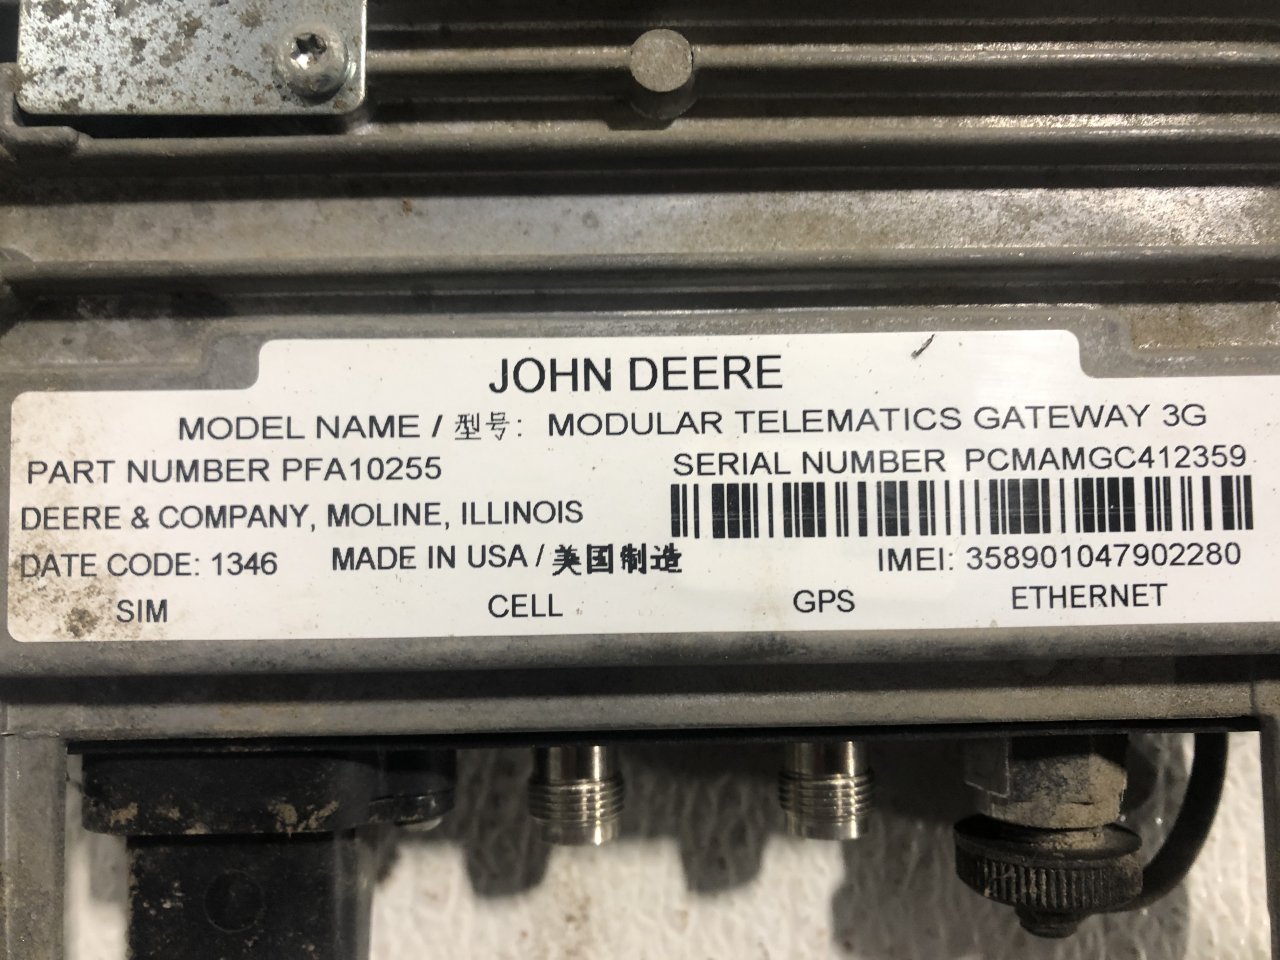 JOHN DEERE
MODEL NAME / 型号: MODULAR TELEMATICS GATEWAY 3G
PART NUMBER PFA10255
SERIAL NUMBER PCMAMGC412359
DEERE & COMPANY, MOLINE, ILLINOIS
DATE CODE: 1346
MADE IN USA / 美国制造
IMEI: 358901047902280
SIM
CELL
GPS
ETHERNET